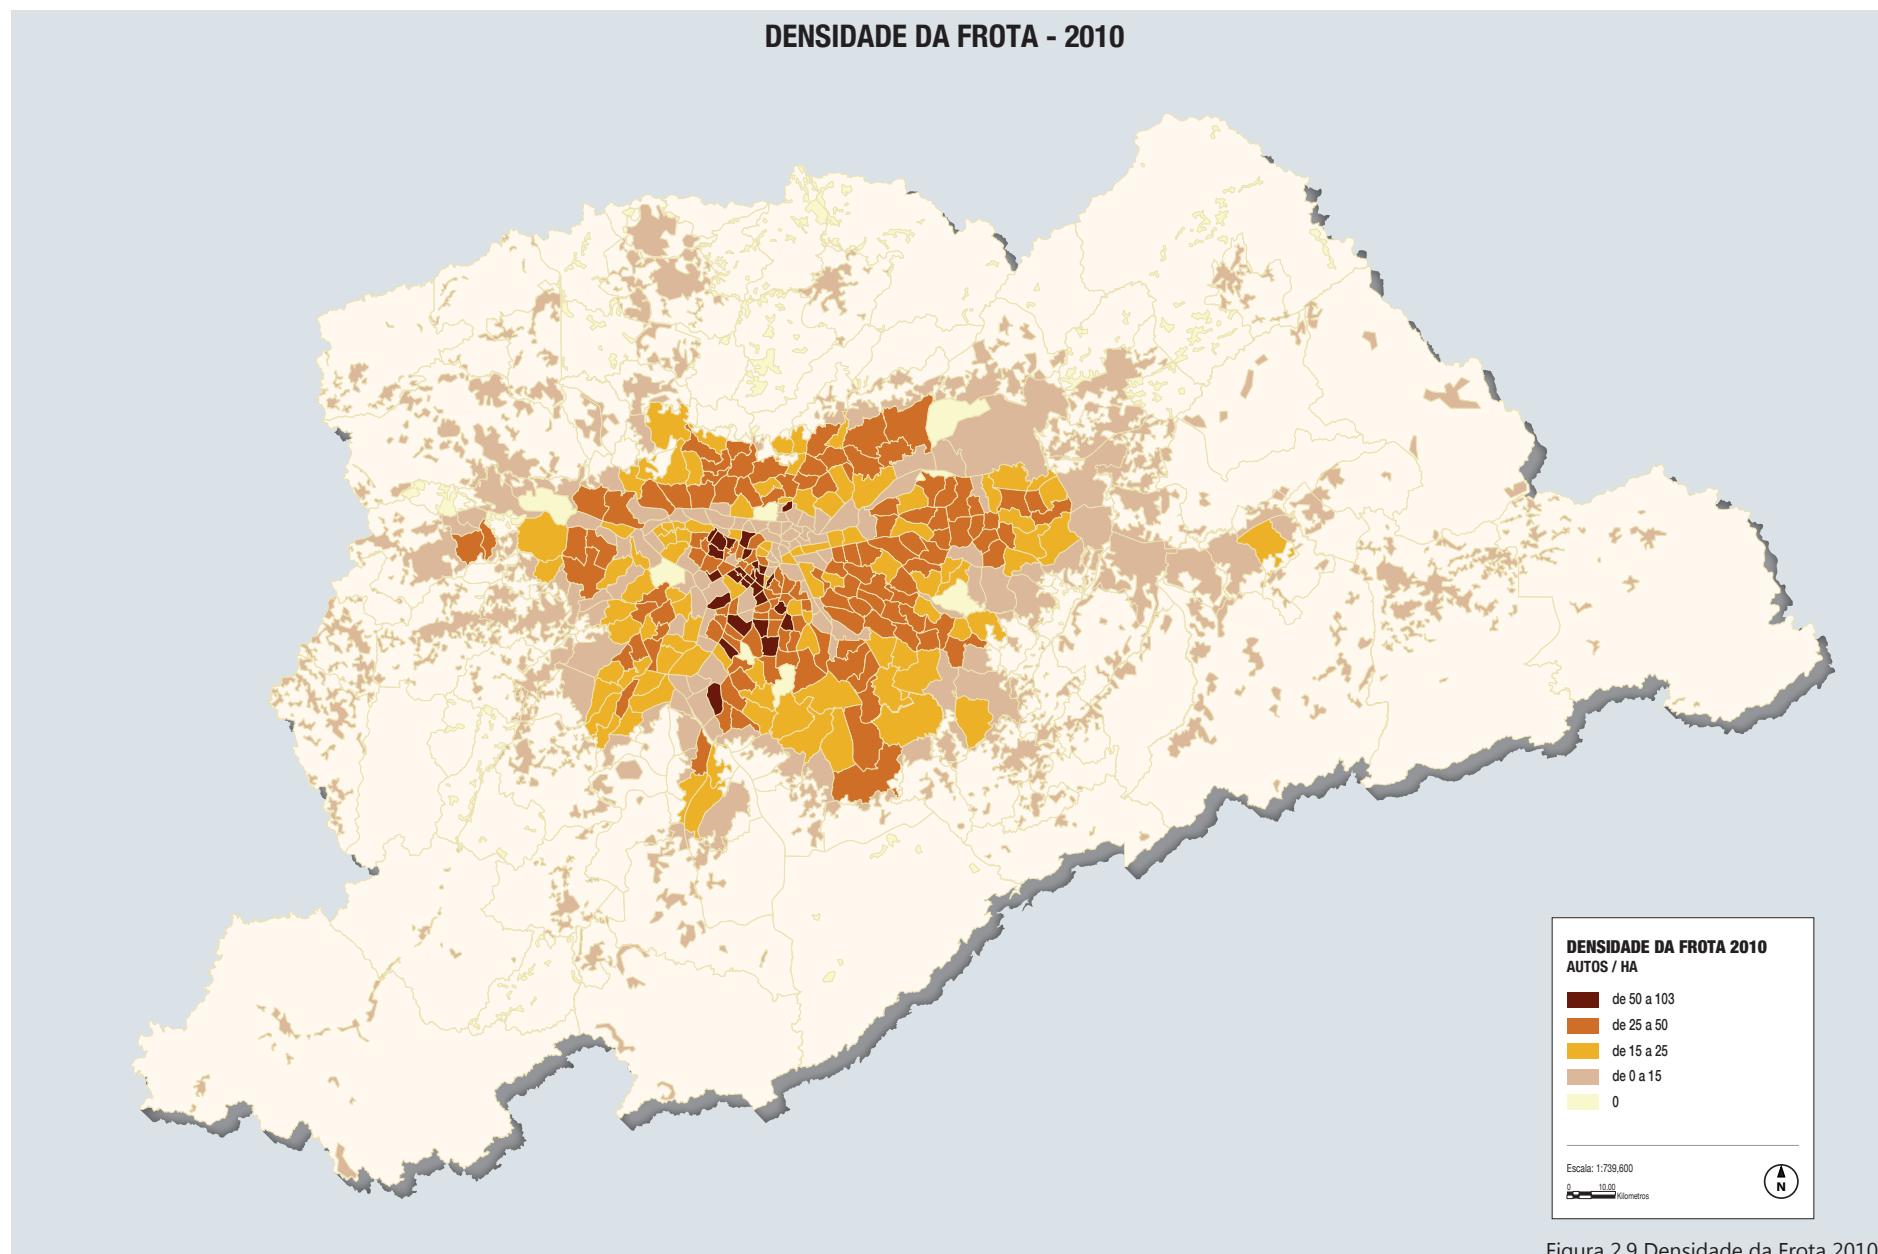 DENSIDADE DA FROTA - 2010
DENSIDADE DA FROTA 2010
AUTOS / HA
de 50 a 103
de 25 a 50
de 15 a 25
de 0 a 15
0
Escala: 1:739,600
0 10.00
Kilometros
N
Figura 2.9 Densidade da Frota 2010